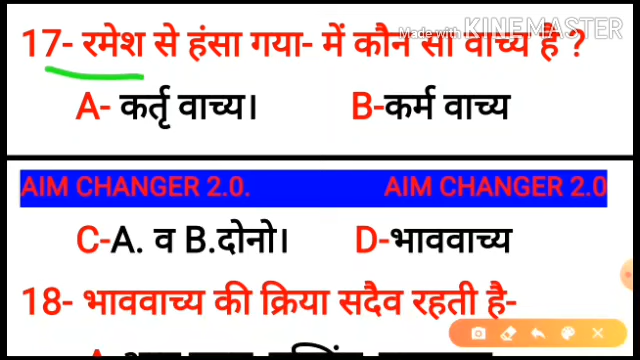 Made with KINEMASTER
17- रमेश से हंसा गया- में कौन सा वाच्य है ?
A- कर्तृ वाच्य। B-कर्म वाच्य
AIM CHANGER 2.0. AIM CHANGER 2.0
C-A. व B.दोनो। D-भाववाच्य
18- भाववाच्य की क्रिया सदैव रहती है-